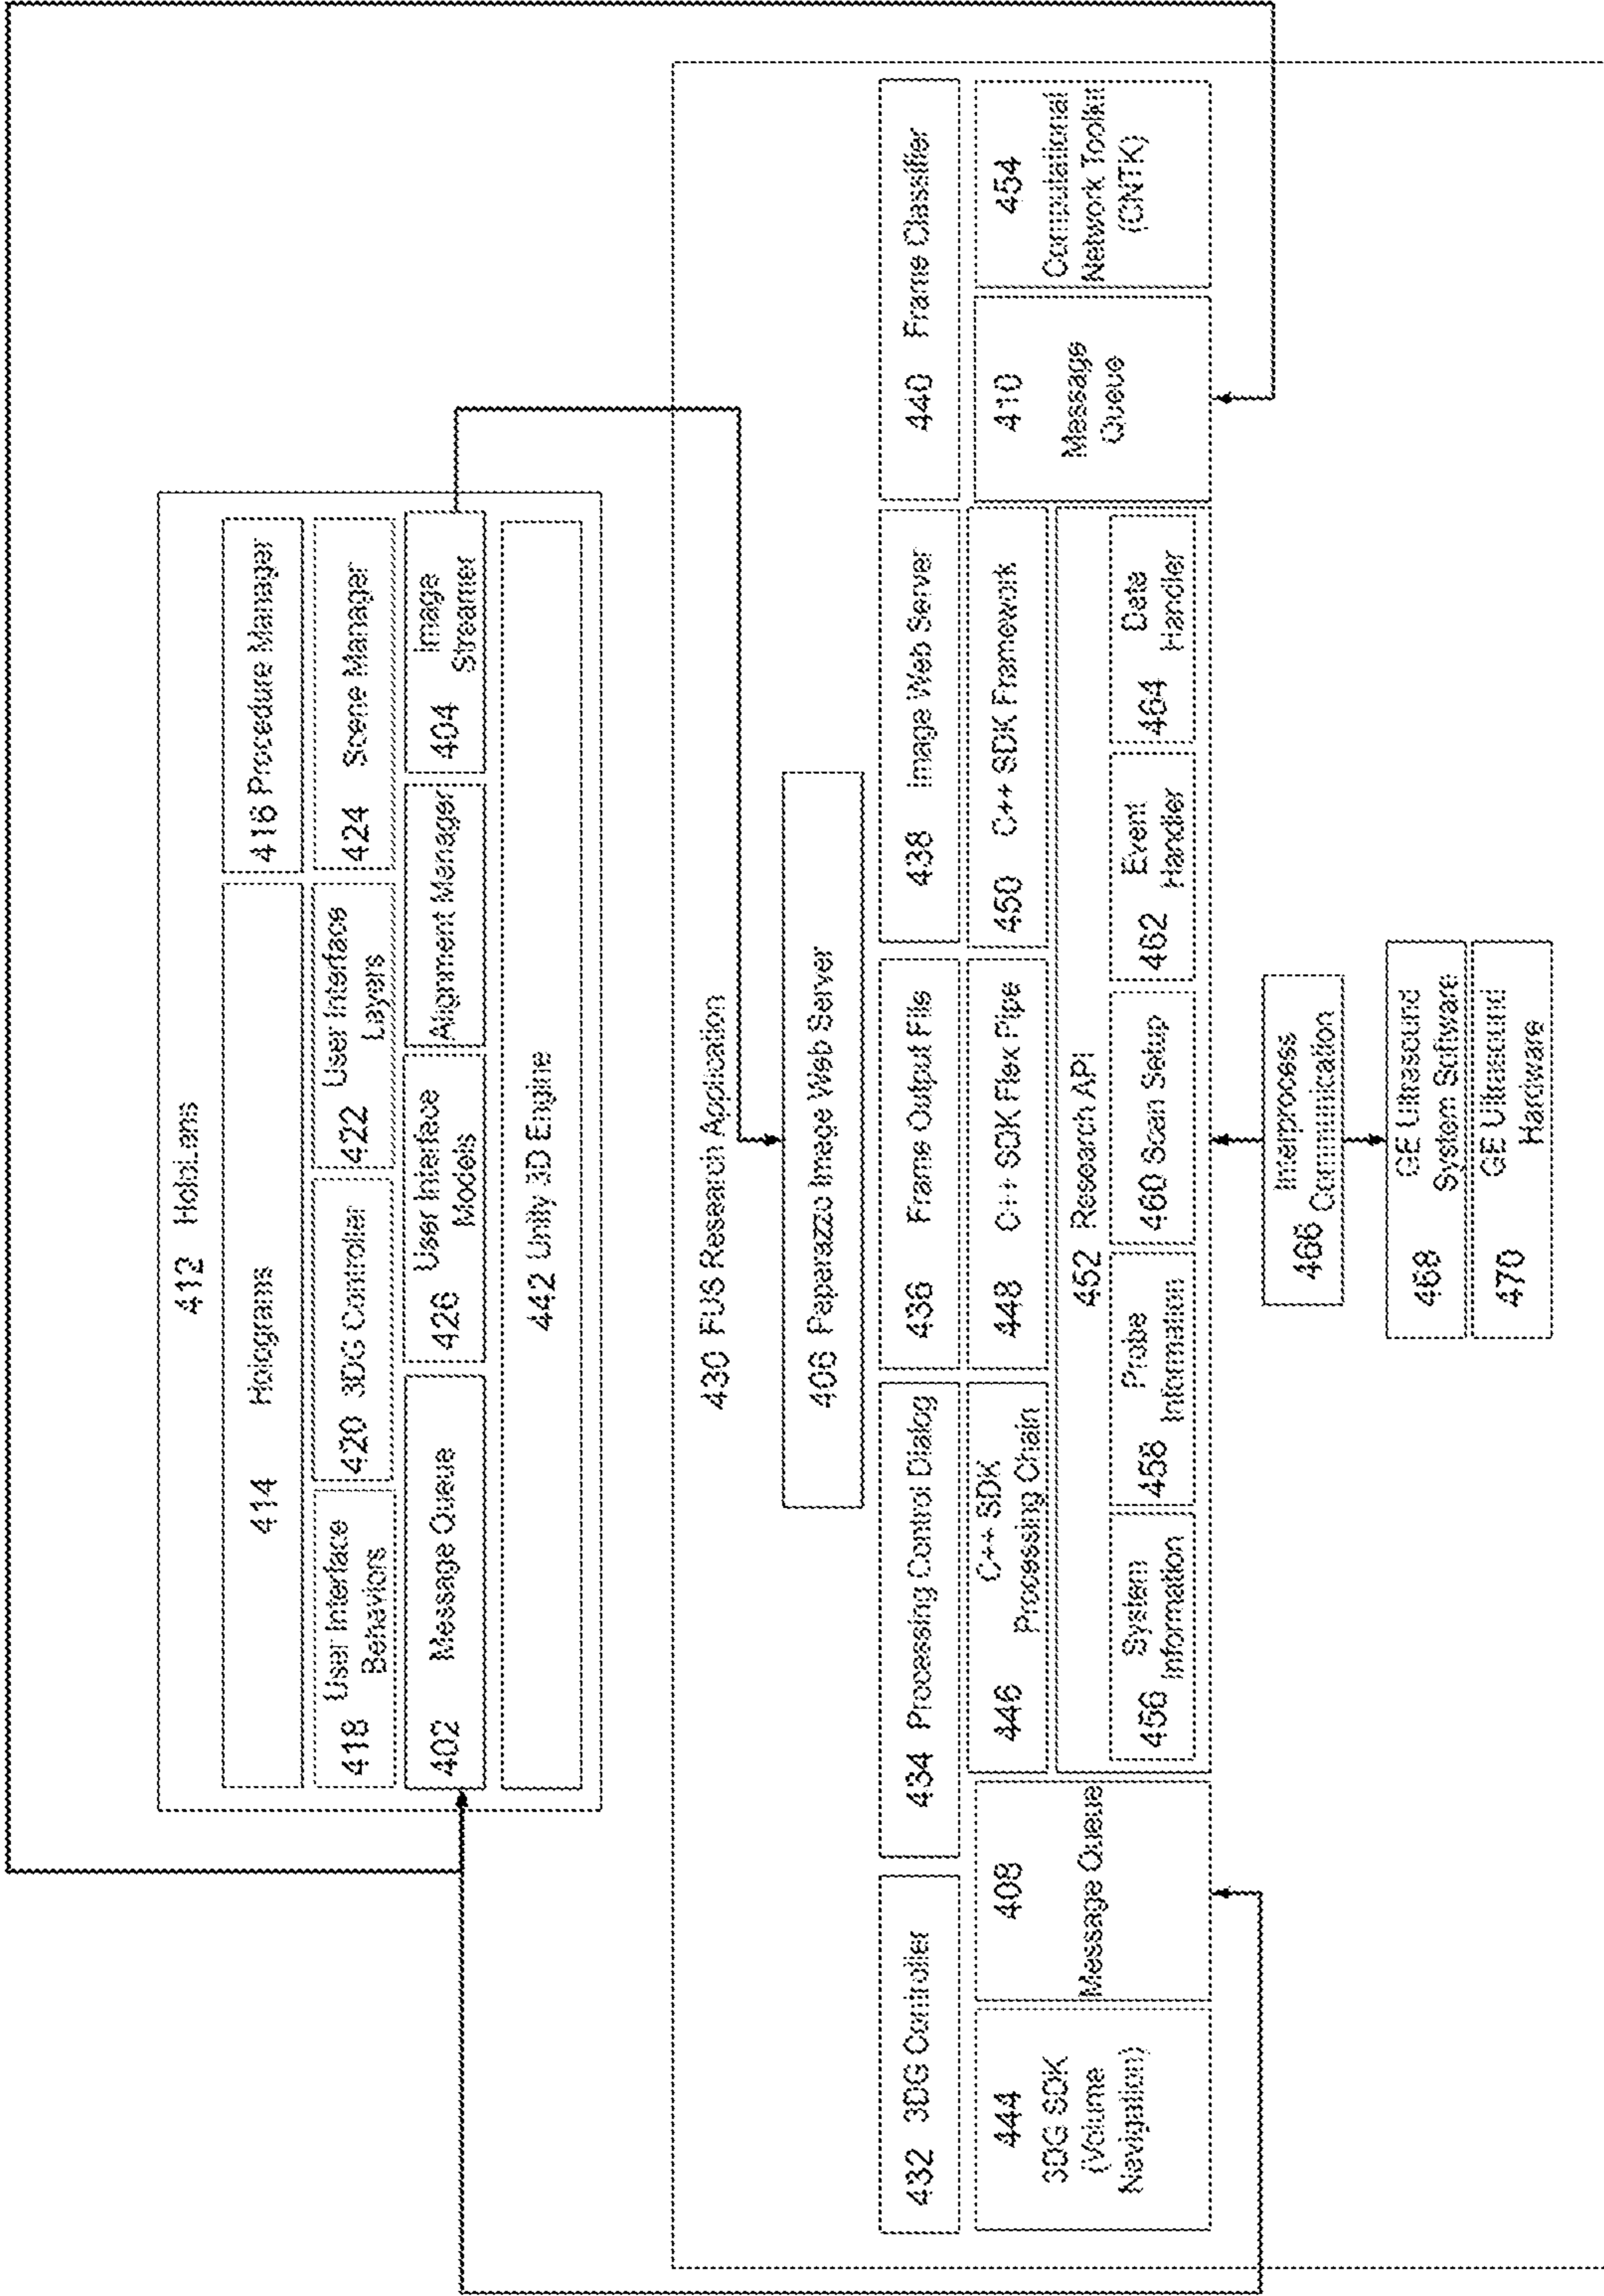 412 HoloLens
414 Holograms
416 Procedure Manager
418 User Interface
Behaviors
420 3DG Controller
422 User Interface
Layers
424 Scene Manager
402 Message Queue
426 User Interface
Models
Alignment Manager
404 Image
Streamer
442 Unity 3D Engine
430 FUS Research Application
406 Paparazzo Image Web Server
432 3DG Controller
434 Processing Control Dialog
436 Frame Output File
438 Image Web Server
440 Frame Classifier
444
3DG SDK
(Volume
Navigation)
408
Message Queue
446 C++ SDK
Processing Chain
448 C++ SDK Flex Pipe
450 C++ SDK Framework
452 Research API
456 System
Information
458 Probe
Information
460 Scan Setup
462 Event
Handler
464 Data
Handler
410
Message
Queue
454
Computational
Network Toolkit
(CNTK)
466 Interprocess
Communication
468 GE Ultrasound
System Software
470 GE Ultrasound
Hardware